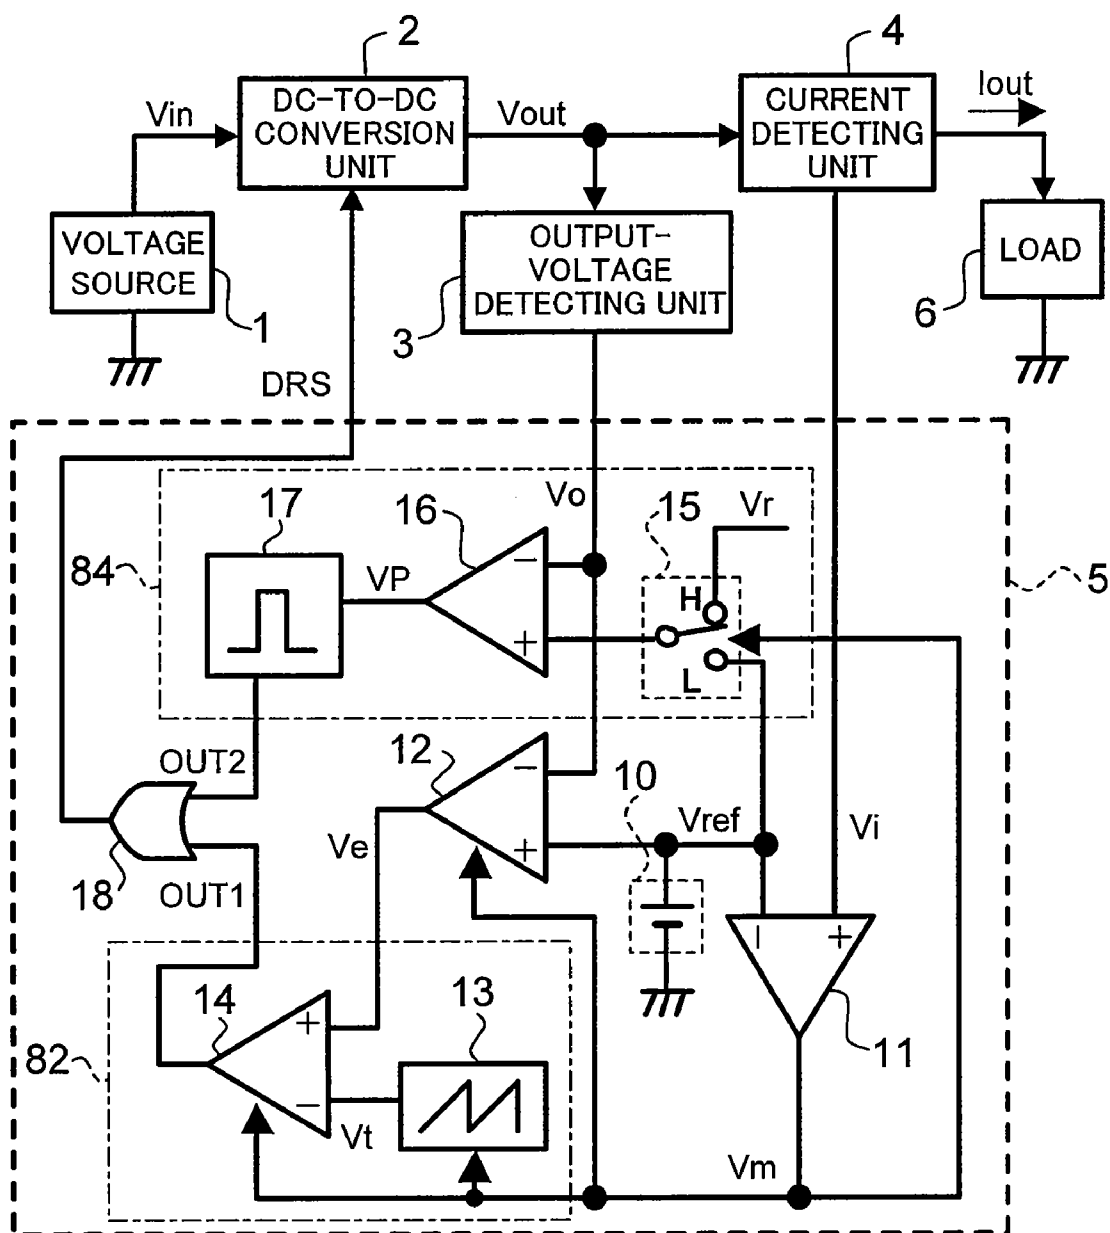 2
4
Vin
DC-TO-DC
CONVERSION
UNIT
Vout
CURRENT
DETECTING
UNIT
Iout
VOLTAGE
SOURCE
1
OUTPUT-
VOLTAGE
DETECTING UNIT
3
LOAD
6
DRS
17
16
Vo
15
Vr
84
VP
−
+
H
L
5
OUT2
12
−
+
10
Vref
Vi
Ve
18
OUT1
−
+
14
13
11
82
+
−
Vt
Vm